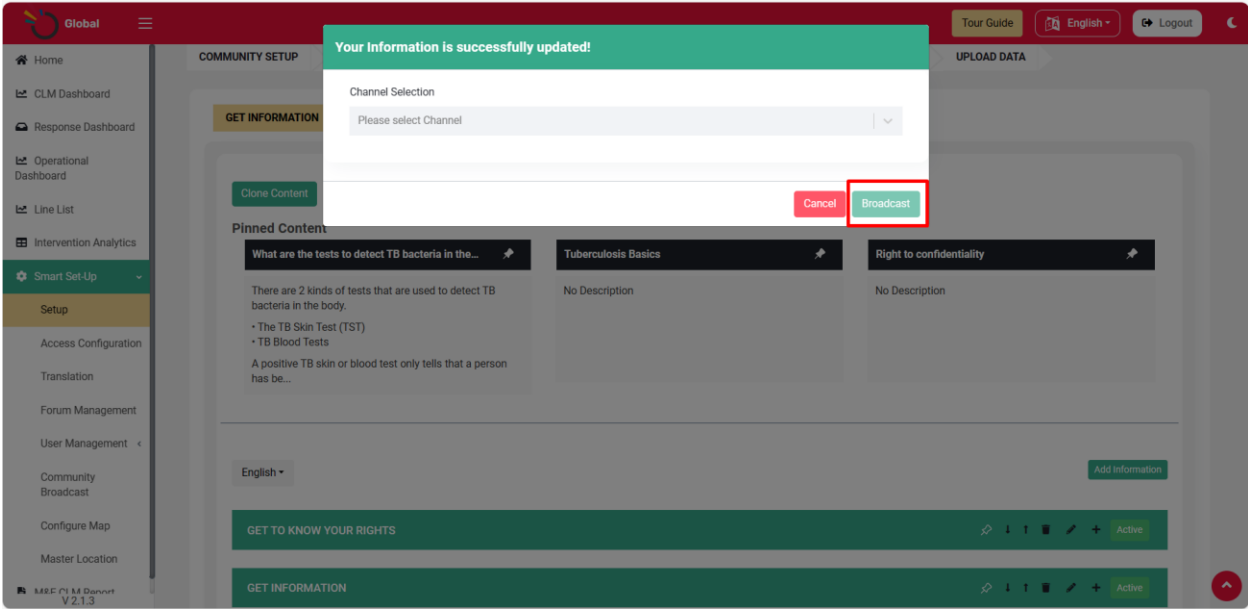 Global
Tour Guide
English
Logout
Home
CLM Dashboard
Response Dashboard
Operational
Dashboard
Line List
Intervention Analytics
Smart Set-Up
Setup
Access Configuration
Translation
Forum Management
User Management
Community
Broadcast
Configure Map
Master Location
M&E CLM Report
V 2.1.3
COMMUNITY SETUP
UPLOAD DATA
Your Information is successfully updated!
Channel Selection
Please select Channel
Cancel
Broadcast
GET INFORMATION
Clone Content
Pinned Content
What are the tests to detect TB bacteria in the...
There are 2 kinds of tests that are used to detect TB
bacteria in the body.
• The TB Skin Test (TST)
• TB Blood Tests
A positive TB skin or blood test only tells that a person
has be...
Tuberculosis Basics
No Description
Right to confidentiality
No Description
English
Add Information
GET TO KNOW YOUR RIGHTS
Active
GET INFORMATION
Active